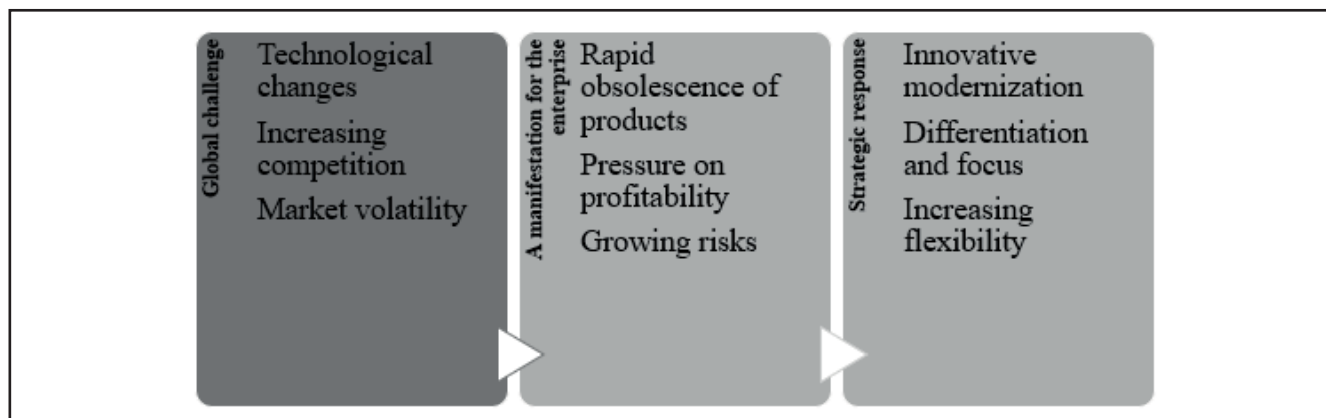 Global challenge
Technological
changes
Increasing
competition
Market volatility
A manifestation for the
enterprise
Rapid
obsolescence of
products
Pressure on
profitability
Growing risks
Strategic response
Innovative
modernization
Differentiation
and focus
Increasing
flexibility